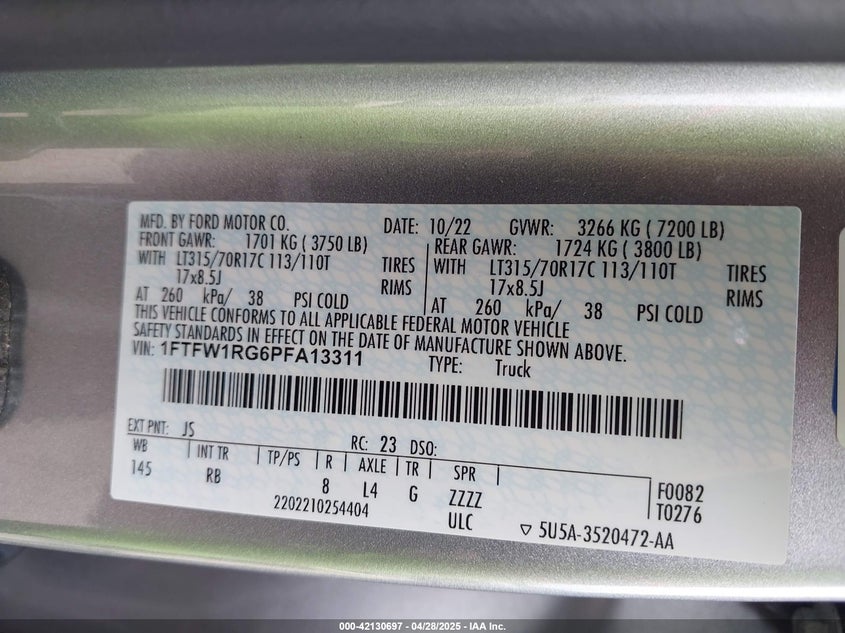 MFD. BY FORD MOTOR CO. DATE: 10/22 GVWR: 3266 KG ( 7200 LB)
FRONT GAWR: 1701 KG ( 3750 LB) REAR GAWR: 1724 KG ( 3800 LB)
WITH LT315/70R17C 113/110T TIRES WITH LT315/70R17C 113/110T TIRES
17x8.5J RIMS 17x8.5J RIMS
AT 260 kPa/ 38 PSI COLD AT 260 kPa/ 38 PSI COLD
THIS VEHICLE CONFORMS TO ALL APPLICABLE FEDERAL MOTOR VEHICLE
SAFETY STANDARDS IN EFFECT ON THE DATE OF MANUFACTURE SHOWN ABOVE.
VIN: 1FTFW1RG6PFA13311 TYPE: Truck
EXT PNT: JS RC: 23 DSO:
WB INT TR TP/PS R AXLE TR SPR
145 RB 8 L4 G ZZZZ F0082
2202210254404 ULC T0276
▽ 5U5A-3520472-AA
000-42130697 / 04/28/2025 - IAA Inc.